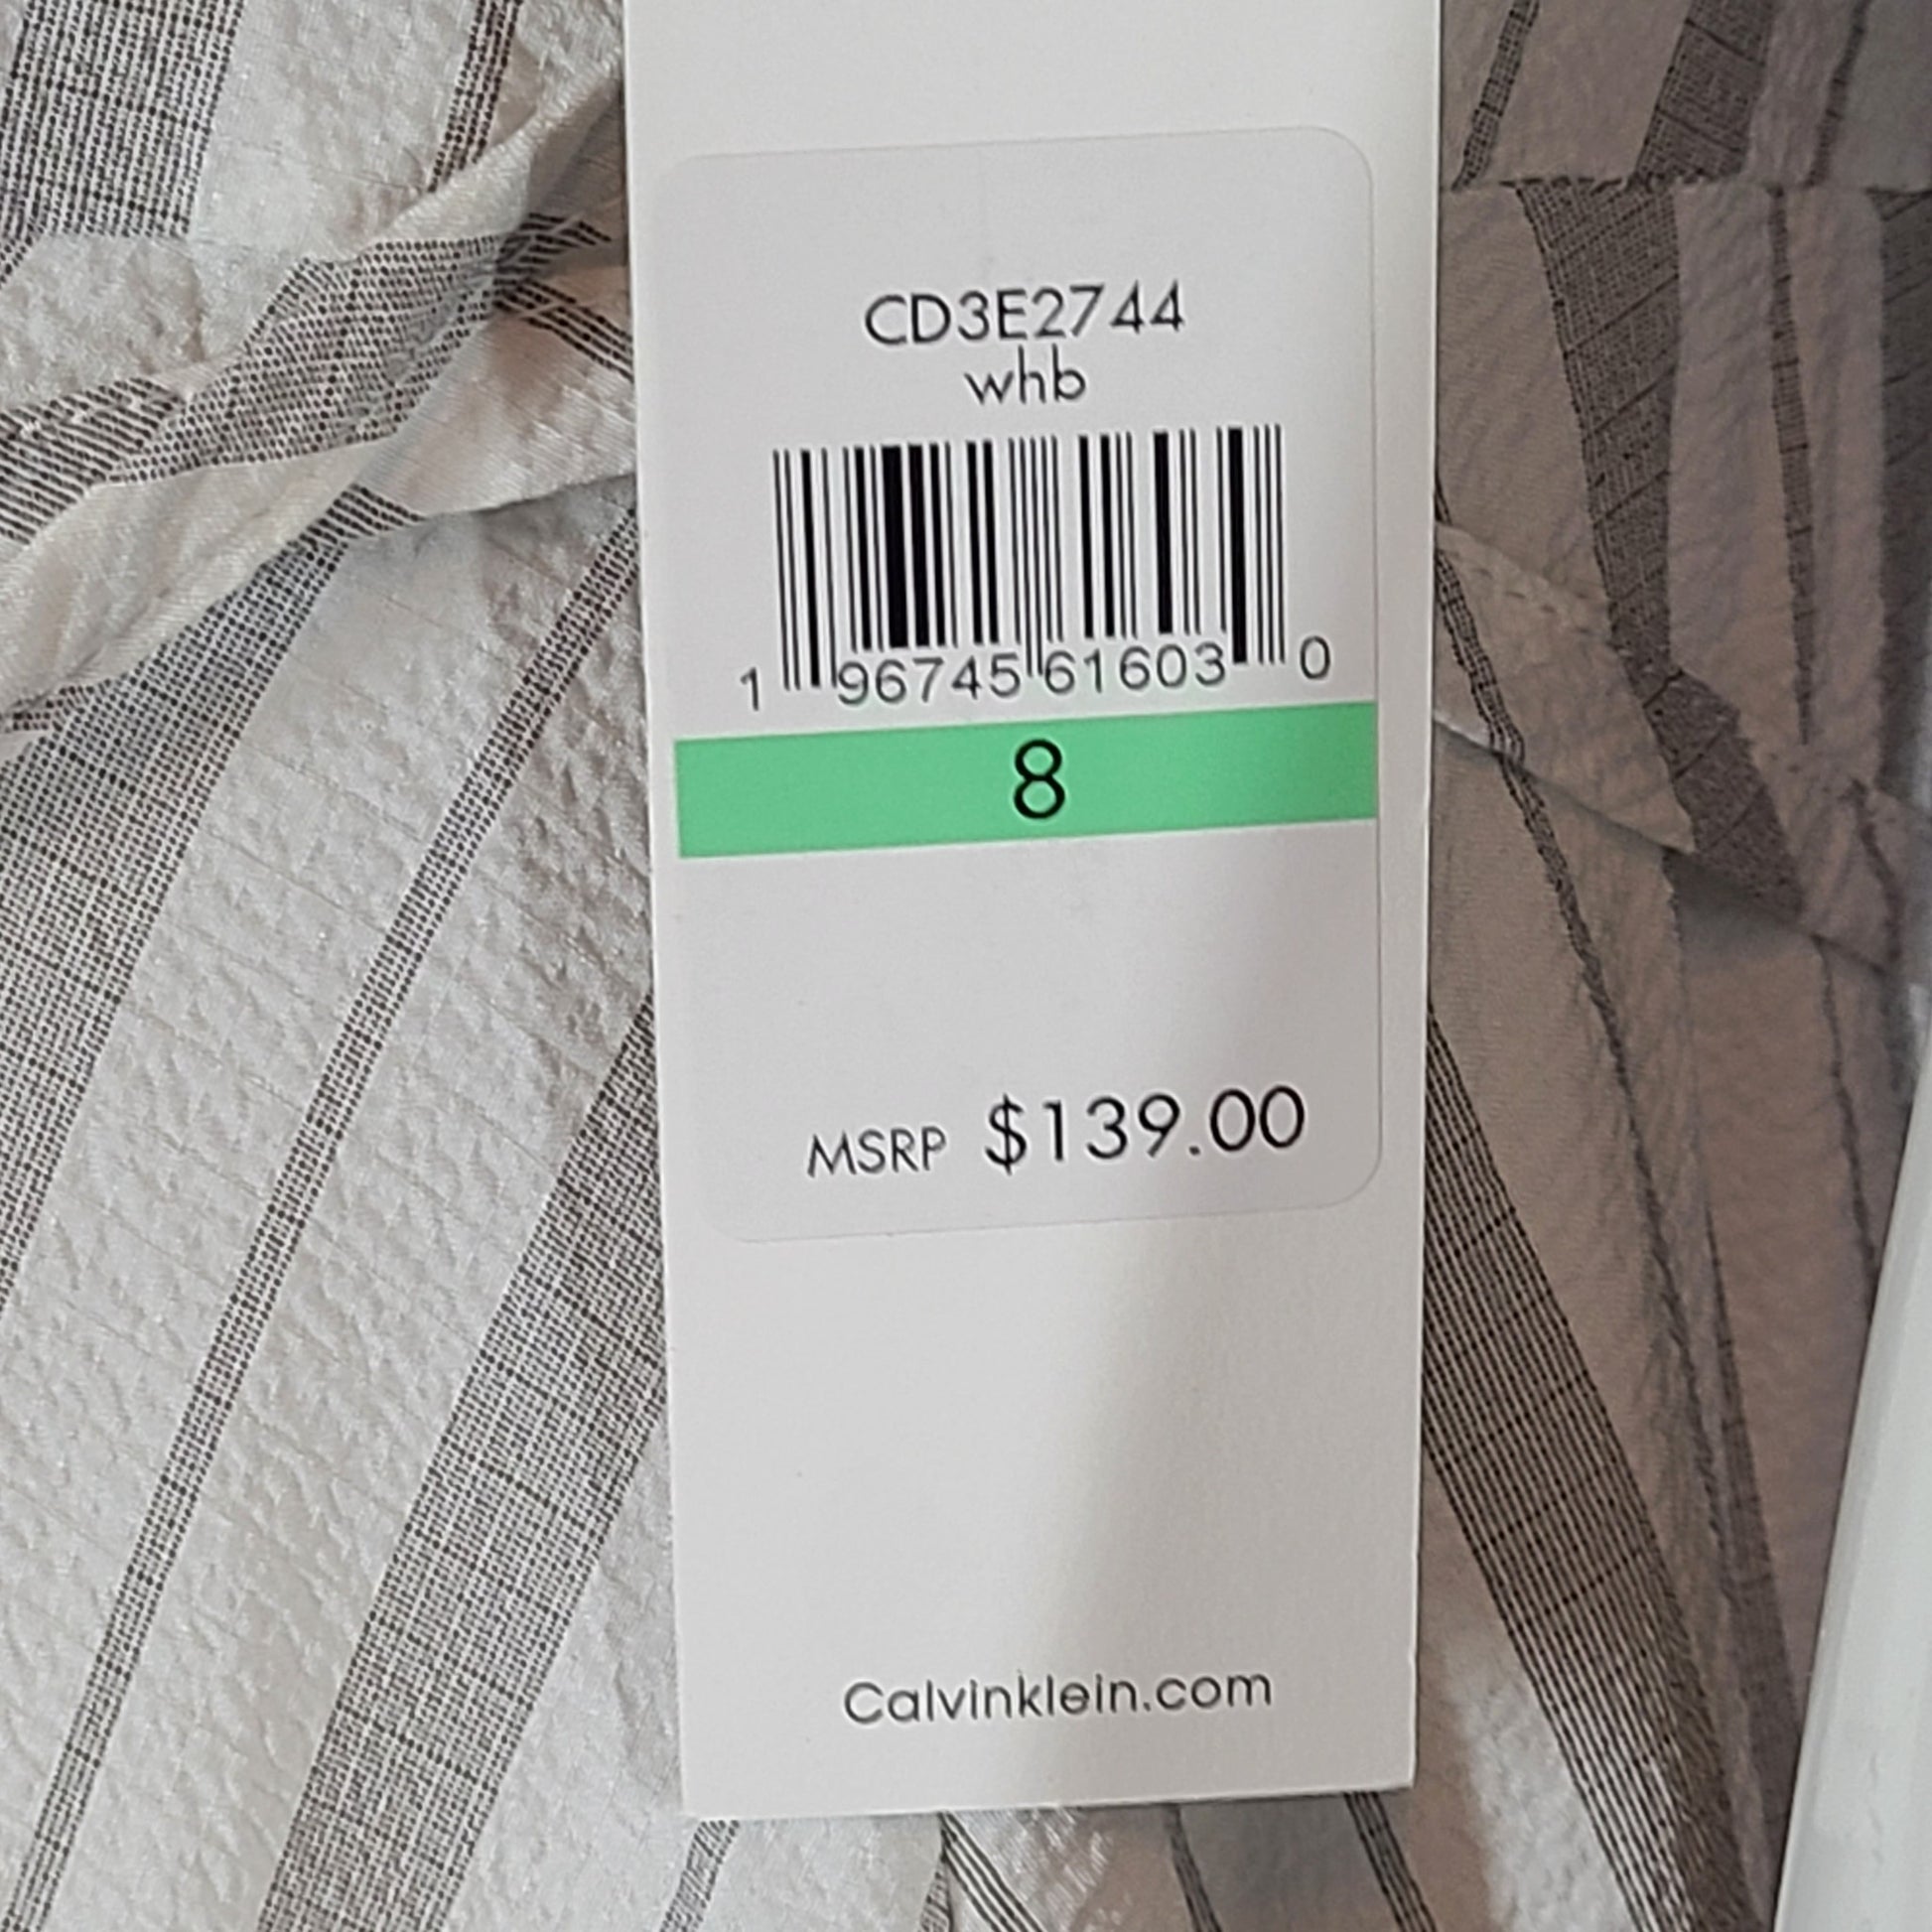 CD3E2744
whb
1 96745 61603 0
8
MSRP $139.00
Calvinklein.com